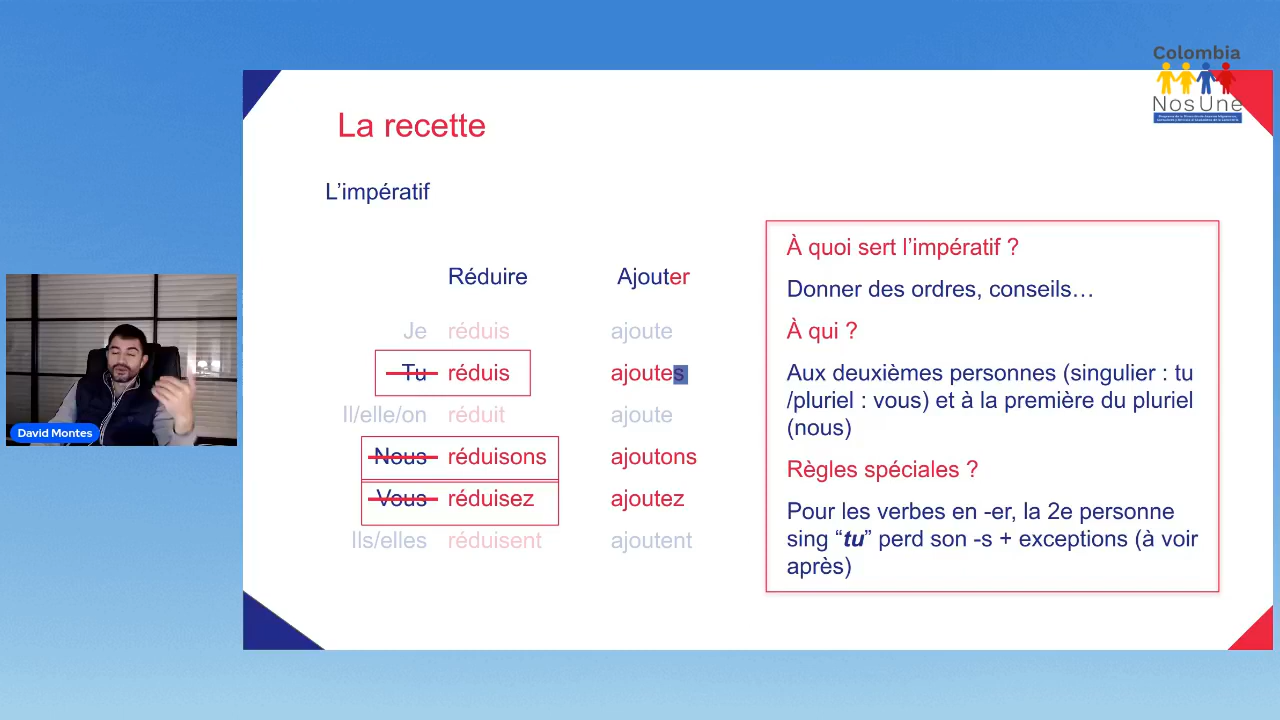 Colombia
NosUne
La recette
L’impératif
Réduire Ajouter
Je réduis ajoute
Tu réduis ajoutes
Il/elle/on réduit ajoute
Nous réduisons ajoutons
Vous réduisez ajoutez
Ils/elles réduisent ajoutent
À quoi sert l’impératif ?
Donner des ordres, conseils…
À qui ?
Aux deuxièmes personnes (singulier : tu
/pluriel : vous) et à la première du pluriel
(nous)
Règles spéciales ?
Pour les verbes en -er, la 2e personne
sing “tu” perd son -s + exceptions (à voir
après)
David Montes